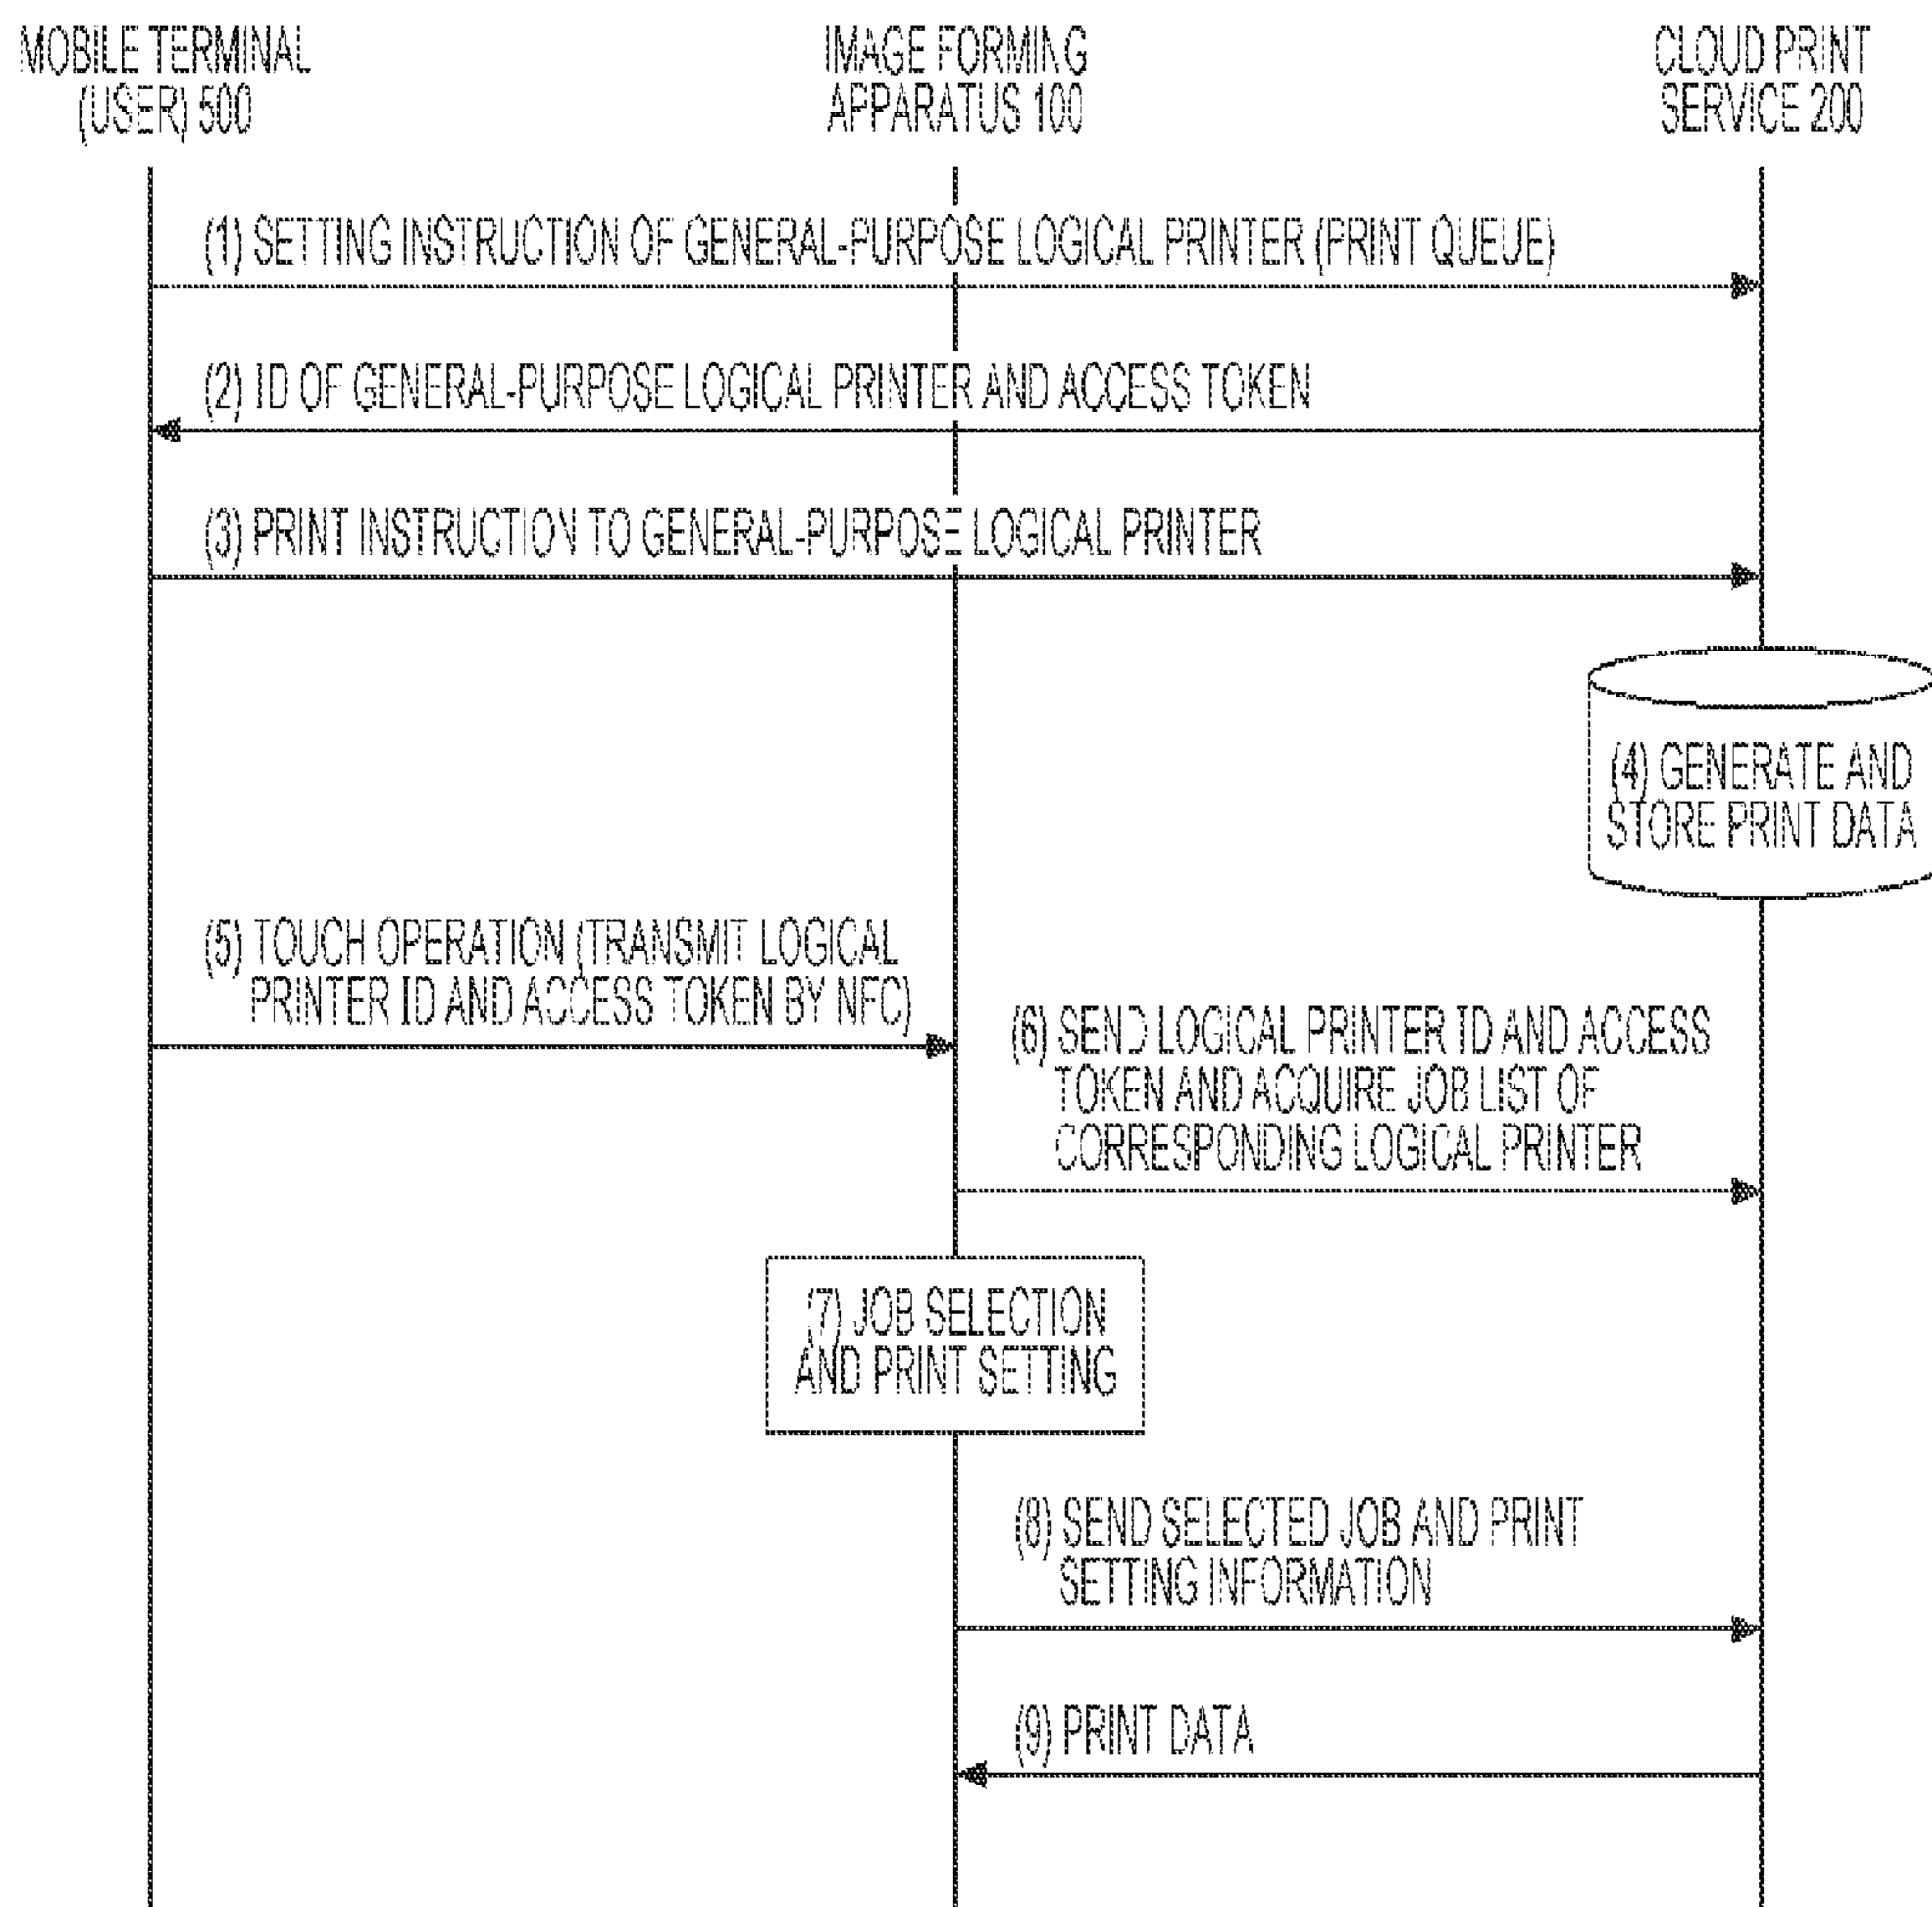 MOBILE TERMINAL
(USER) 500
IMAGE FORMING
APPARATUS 100
CLOUD PRINT
SERVICE 200
(1) SETTING INSTRUCTION OF GENERAL-PURPOSE LOGICAL PRINTER (PRINT QUEUE)
(2) ID OF GENERAL-PURPOSE LOGICAL PRINTER AND ACCESS TOKEN
(3) PRINT INSTRUCTION TO GENERAL-PURPOSE LOGICAL PRINTER
(4) GENERATE AND
STORE PRINT DATA
(5) TOUCH OPERATION (TRANSMIT LOGICAL
PRINTER ID AND ACCESS TOKEN BY NFC)
(6) SEND LOGICAL PRINTER ID AND ACCESS
TOKEN AND ACQUIRE JOB LIST OF
CORRESPONDING LOGICAL PRINTER
(7) JOB SELECTION
AND PRINT SETTING
(8) SEND SELECTED JOB AND PRINT
SETTING INFORMATION
(9) PRINT DATA